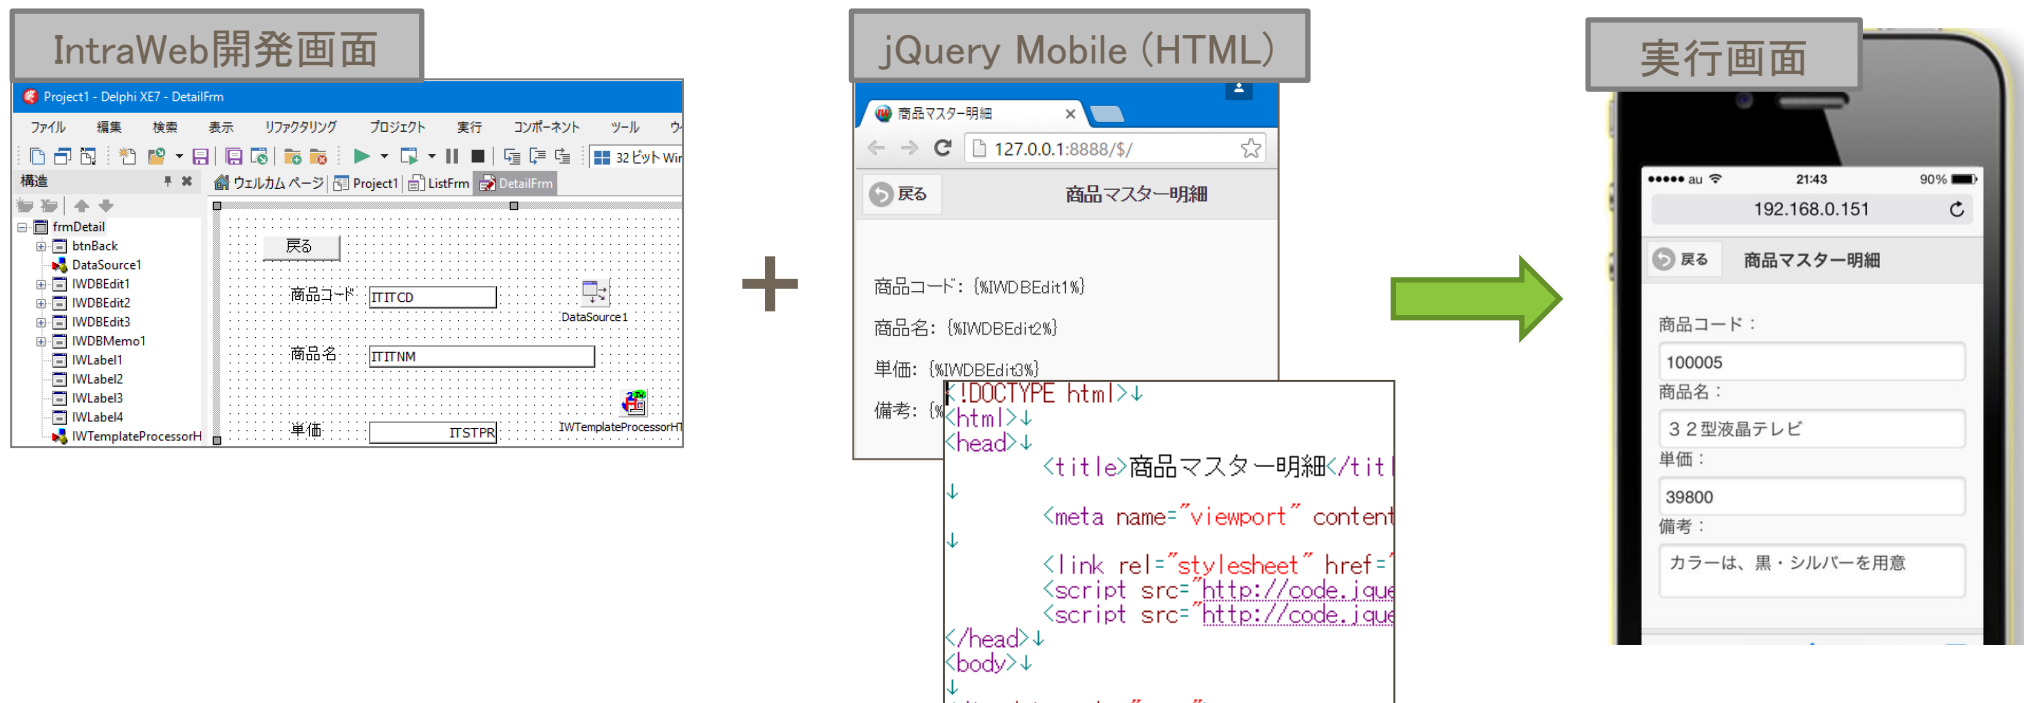 IntraWeb開発画面
Project1 - Delphi XE7 - DetailFrm
ファイル 編集 検索 表示 リファクタリング プロジェクト 実行 コンポーネント ツール
32 ビット Wir
構造
ウェルカム ページ Project1 ListFrm DetailFrm
frmDetail
btnBack
DataSource1
IWDBEdit1
IWDBEdit2
IWDBEdit3
IWDBMemo1
IWLabel1
IWLabel2
IWLabel3
IWLabel4
IWTemplateProcessorH
戻る
商品コード ITITCD
DataSource1
商品名 ITITNM
単価 ITSTPR
IWTemplateProcessorHT
+
jQuery Mobile (HTML)
商品マスター明細
127.0.0.1:8888/$/
戻る 商品マスター明細
商品コード: {%IWDBEdit1%}
商品名: {%IWDBEdit2%}
単価: {%IWDBEdit3%}
備考: {%
<!DOCTYPE html>↓
<html>↓
<head>↓
<title>商品マスター明細</titl
↓
<meta name="viewport" content
↓
<link rel="stylesheet" href="
<script src="http://code.jque
<script src="http://code.jque
</head>↓
<body>↓
↓
実行画面
au 21:43 90%
192.168.0.151
戻る 商品マスター明細
商品コード：
100005
商品名：
３２型液晶テレビ
単価：
39800
備考：
カラーは、黒・シルバーを用意